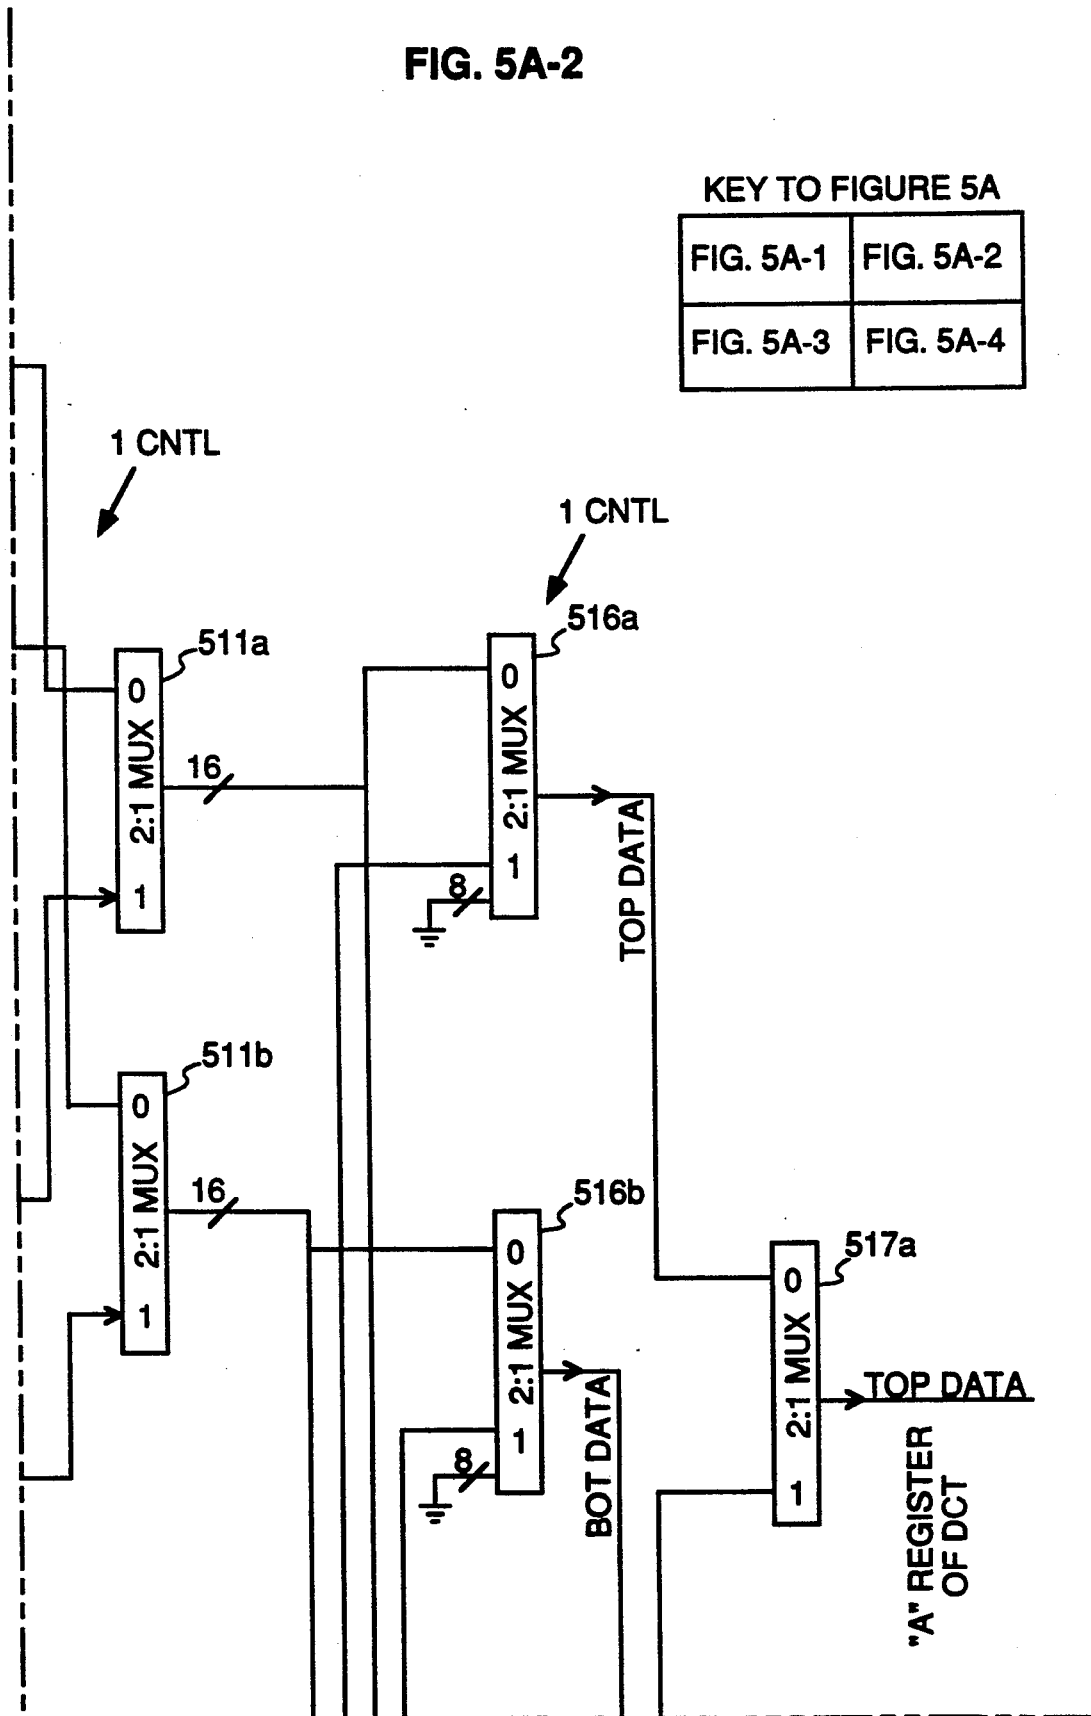 FIG. 5A-2
KEY TO FIGURE 5A
FIG. 5A-1
FIG. 5A-2
FIG. 5A-3
FIG. 5A-4
1 CNTL
1 CNTL
511a
0
2:1 MUX
1
16
516a
0
2:1 MUX
1
8
TOP DATA
511b
0
2:1 MUX
1
16
516b
0
2:1 MUX
1
8
BOT DATA
517a
0
2:1 MUX
1
TOP DATA
"A" REGISTER
OF DCT